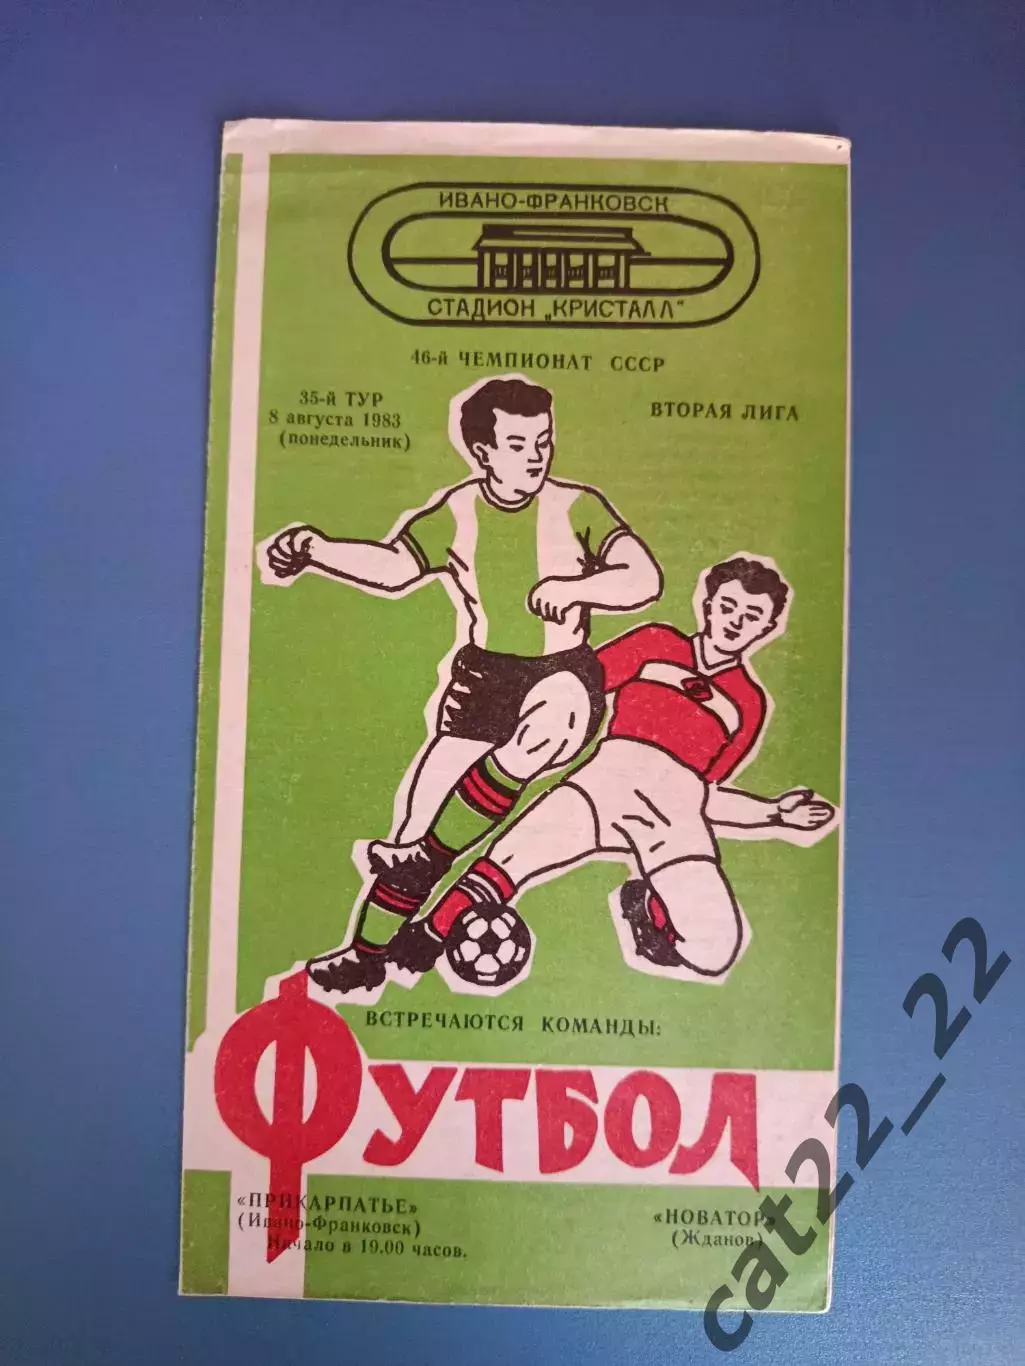 ИВАНО-ФРАНКОВСК
СТАДИОН „КРИСТАЛЛ"
46-й ЧЕМПИОНАТ СССР
35-й ТУР
8 августа 1983
(понедельник)
ВТОРАЯ ЛИГА
ВСТРЕЧАЮТСЯ КОМАНДЫ:
ФУТБОЛ
«ПРИКАРПАТЬЕ»
(Ивано-Франковск)
Начало в 19.00 часов.
«НОВАТОР»
(Жданов)
cat22_22